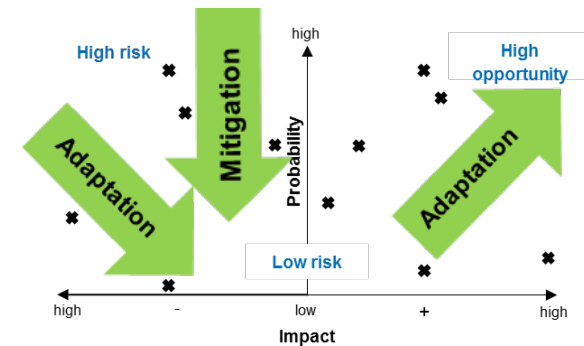 high
High risk
High
opportunity
Mitigation
Adaptation
Adaptation
Probability
Low risk
high
-
low
+
high
Impact